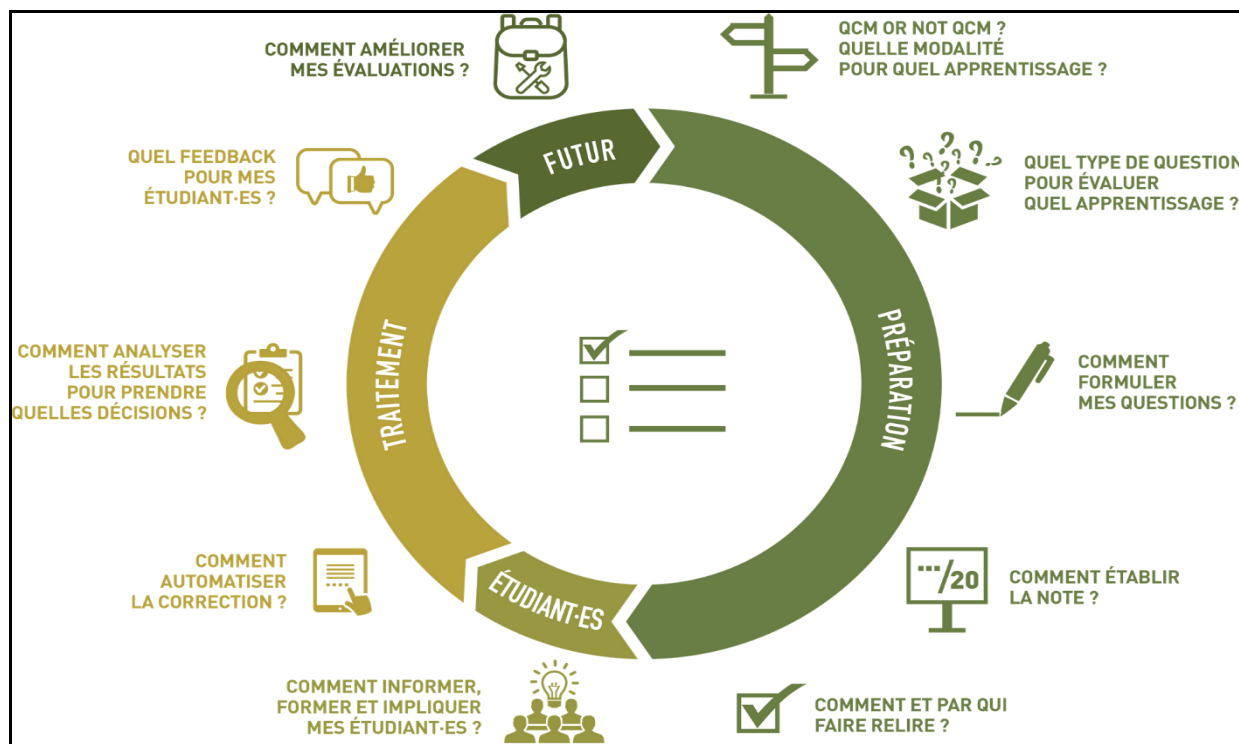 COMMENT AMÉLIORER
MES ÉVALUATIONS ?
QCM OR NOT QCM ?
QUELLE MODALITÉ
POUR QUEL APPRENTISSAGE ?
QUEL TYPE DE QUESTION
POUR ÉVALUER
QUEL APPRENTISSAGE ?
COMMENT
FORMULER
MES QUESTIONS ?
.../20
COMMENT ÉTABLIR
LA NOTE ?
COMMENT ET PAR QUI
FAIRE RELIRE ?
COMMENT INFORMER,
FORMER ET IMPLIQUER
MES ÉTUDIANT·ES ?
COMMENT
AUTOMATISER
LA CORRECTION ?
COMMENT ANALYSER
LES RÉSULTATS
POUR PRENDRE
QUELLES DÉCISIONS ?
QUEL FEEDBACK
POUR MES
ÉTUDIANT·ES ?
FUTUR
PRÉPARATION
ÉTUDIANT·ES
TRAITEMENT